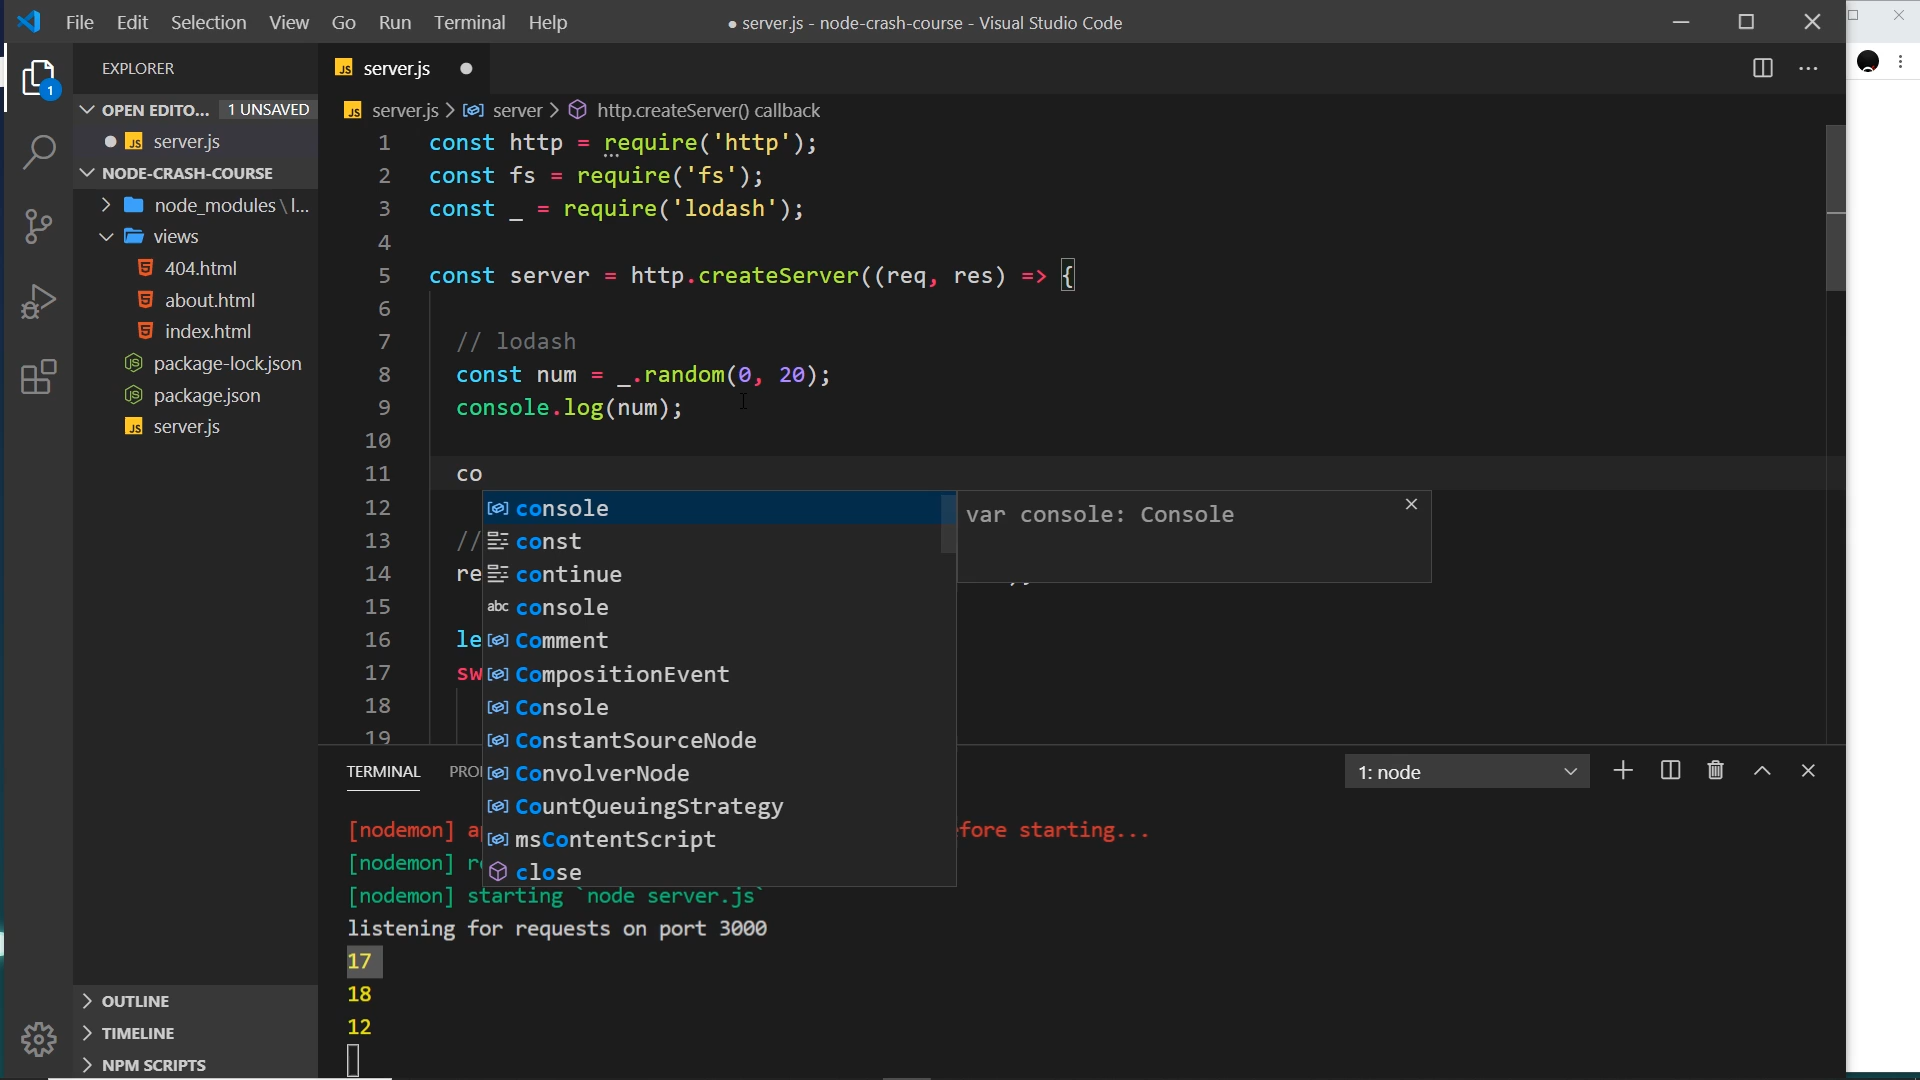 File Edit Selection View Go Run Terminal Help
● server.js - node-crash-course - Visual Studio Code
EXPLORER
1
OPEN EDITO... 1 UNSAVED
JS server.js
NODE-CRASH-COURSE
node_modules \ l...
views
404.html
about.html
index.html
package-lock.json
package.json
JS server.js
OUTLINE
TIMELINE
NPM SCRIPTS
JS server.js
JS server.js > server > http.createServer() callback
1 const http = require('http');
2 const fs = require('fs');
3 const _ = require('lodash');
4
5 const server = http.createServer((req, res) => {
6
7 // lodash
8 const num = _.random(0, 20);
9 console.log(num);
10
11 co
12
13 //
14 re
15
16 le
17 sw
18
19
console
const
continue
abc console
Comment
CompositionEvent
Console
ConstantSourceNode
ConvolverNode
CountQueuingStrategy
msContentScript
close
var console: Console
TERMINAL PRO
1: node
[nodemon] a fore starting...
[nodemon] r
[nodemon] starting `node server.js`
listening for requests on port 3000
17
18
12